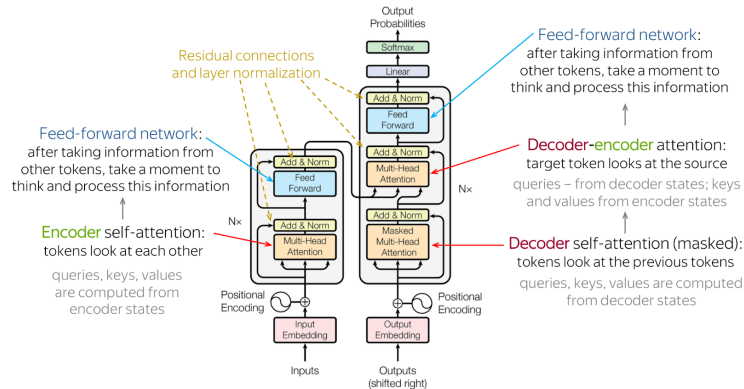 Output
Probabilities
Softmax
Linear
Add & Norm
Feed
Forward
Add & Norm
Multi-Head
Attention
Add & Norm
Masked
Multi-Head
Attention
N×
Positional
Encoding
Output
Embedding
Outputs
(shifted right)
Residual connections
and layer normalization
Add & Norm
Feed
Forward
N×
Add & Norm
Multi-Head
Attention
Positional
Encoding
Input
Embedding
Inputs
Feed-forward network:
after taking information from
other tokens, take a moment to
think and process this information
Encoder self-attention:
tokens look at each other
queries, keys, values
are computed from
encoder states
Feed-forward network:
after taking information from
other tokens, take a moment to
think and process this information
Decoder-encoder attention:
target token looks at the source
queries – from decoder states; keys
and values from encoder states
Decoder self-attention (masked):
tokens look at the previous tokens
queries, keys, values are computed
from decoder states